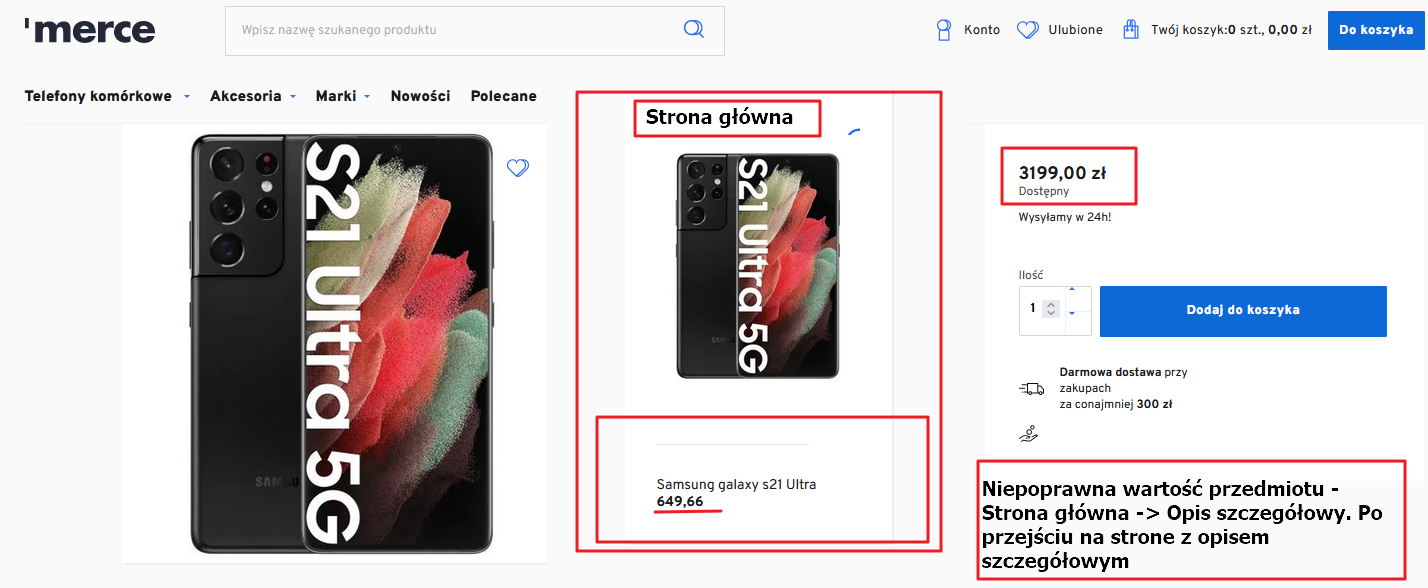 'merce
Wpisz nazwę szukanego produktu
Konto
Ulubione
Twój koszyk:0 szt., 0,00 zł
Do koszyka
Telefony komórkowe
Akcesoria
Marki
Nowości
Polecane
S21 Ultra 5G
Strona główna
S21 Ultra 5G
Samsung galaxy s21 Ultra
649,66
3199,00 zł
Dostępny
Wysyłamy w 24h!
Ilość
1
Dodaj do koszyka
Darmowa dostawa przy
zakupach
za conajmniej 300 zł
Niepoprawna wartość przedmiotu -
Strona główna -> Opis szczegółowy. Po
przejściu na strone z opisem
szczegółowym